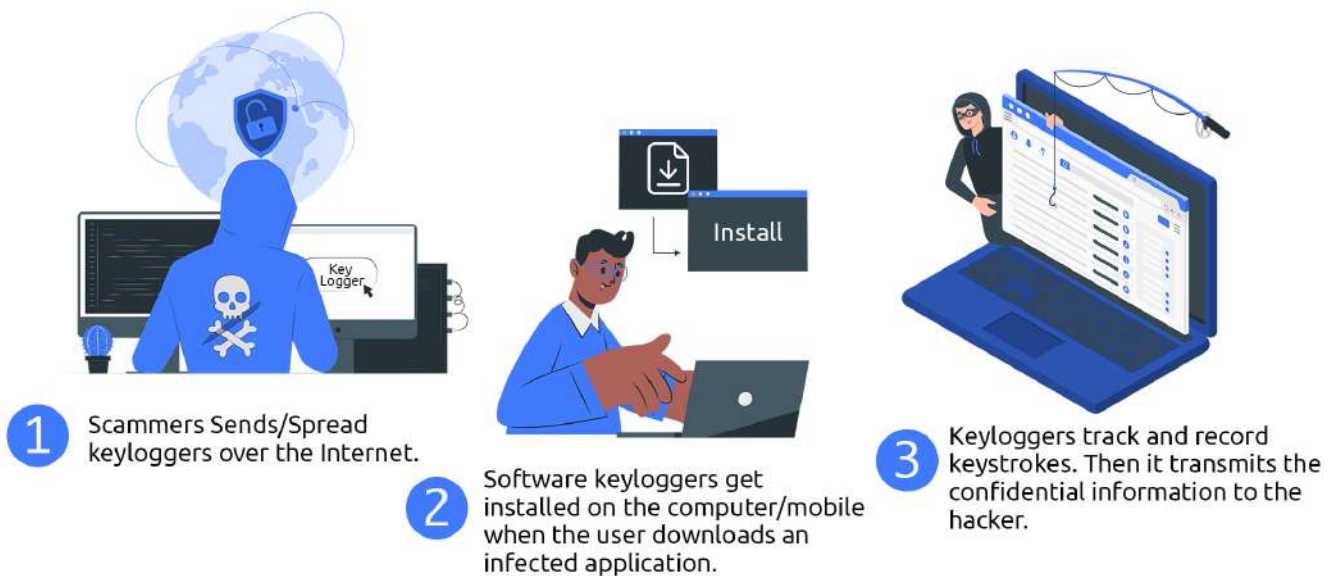 Key
Logger
Install
1
Scammers Sends/Spread
keyloggers over the Internet.
2
Software keyloggers get
installed on the computer/mobile
when the user downloads an
infected application.
3
Keyloggers track and record
keystrokes. Then it transmits the
confidential information to the
hacker.